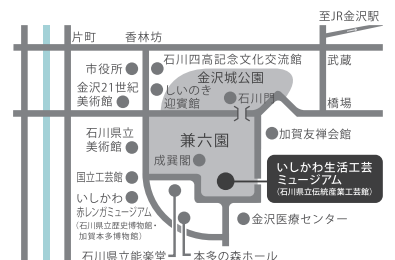 至JR金沢駅
片町
香林坊
武蔵
石川四高記念文化交流館
市役所
金沢城公園
金沢21世紀
美術館
しいのき
迎賓館
石川門
橋場
石川県立
美術館
兼六園
加賀友禅会館
成巽閣
いしかわ生活工芸
ミュージアム
(石川県立伝統産業工芸館)
国立工芸館
いしかわ
赤レンガミュージアム
(石川県立歴史博物館・
加賀本多博物館)
金沢医療センター
石川県立能楽堂
本多の森ホール